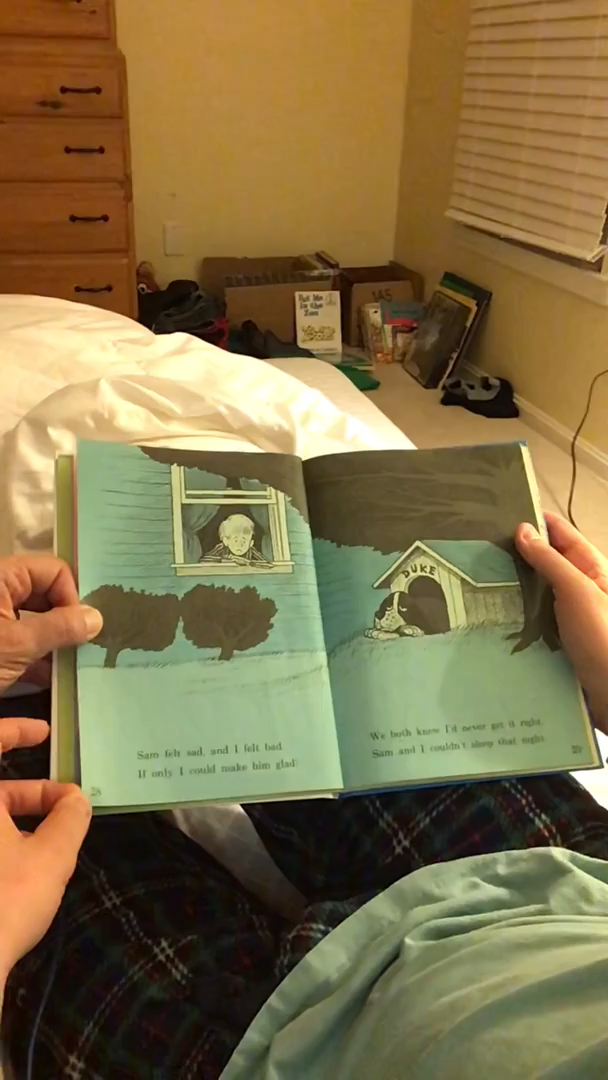 Put Me
in the
Zoo
DUKE
Sam felt sad, and I felt bad.
If only I could make him glad!
28
We both knew I'd never get it right.
Sam and I couldn't sleep that night.
29